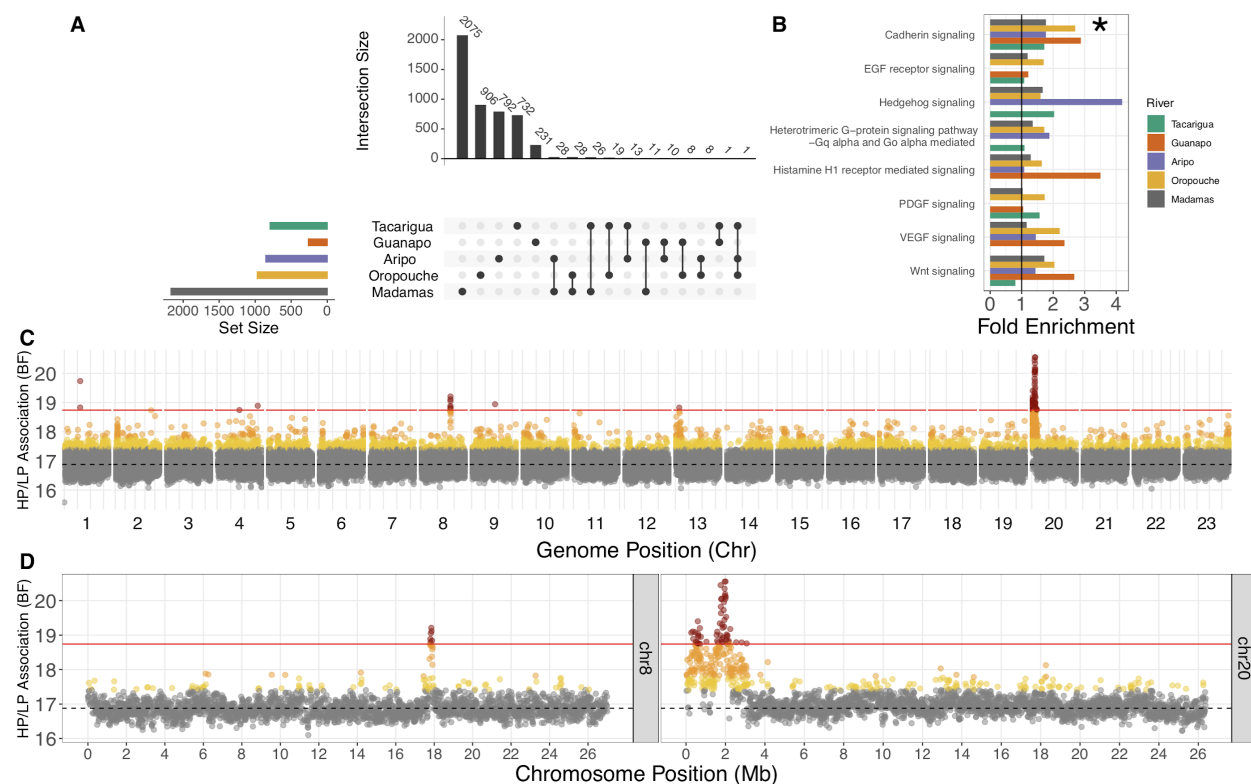 A
Intersection Size
2000
1500
1000
500
0
2075
906
792
732
231
28
28
26
19
13
11
10
8
8
1
1
Tacarigua
Guanapo
Aripo
Oropouche
Madamas
2000 1500 1000 500 0
Set Size
B
Cadherin signaling
EGF receptor signaling
Hedgehog signaling
Heterotrimeric G−protein signaling pathway
−Gq alpha and Go alpha mediated
Histamine H1 receptor mediated signaling
PDGF signaling
VEGF signaling
Wnt signaling
*
0 1 2 3 4
Fold Enrichment
River
Tacarigua
Guanapo
Aripo
Oropouche
Madamas
C
HP/LP Association (BF)
20
19
18
17
16
1 2 3 4 5 6 7 8 9 10 11 12 13 14 15 16 17 18 19 20 21 22 23
Genome Position (Chr)
D
HP/LP Association (BF)
20
19
18
17
16
chr8
chr20
0 2 4 6 8 10 12 14 16 18 20 22 24 26
0 2 4 6 8 10 12 14 16 18 20 22 24 26
Chromosome Position (Mb)